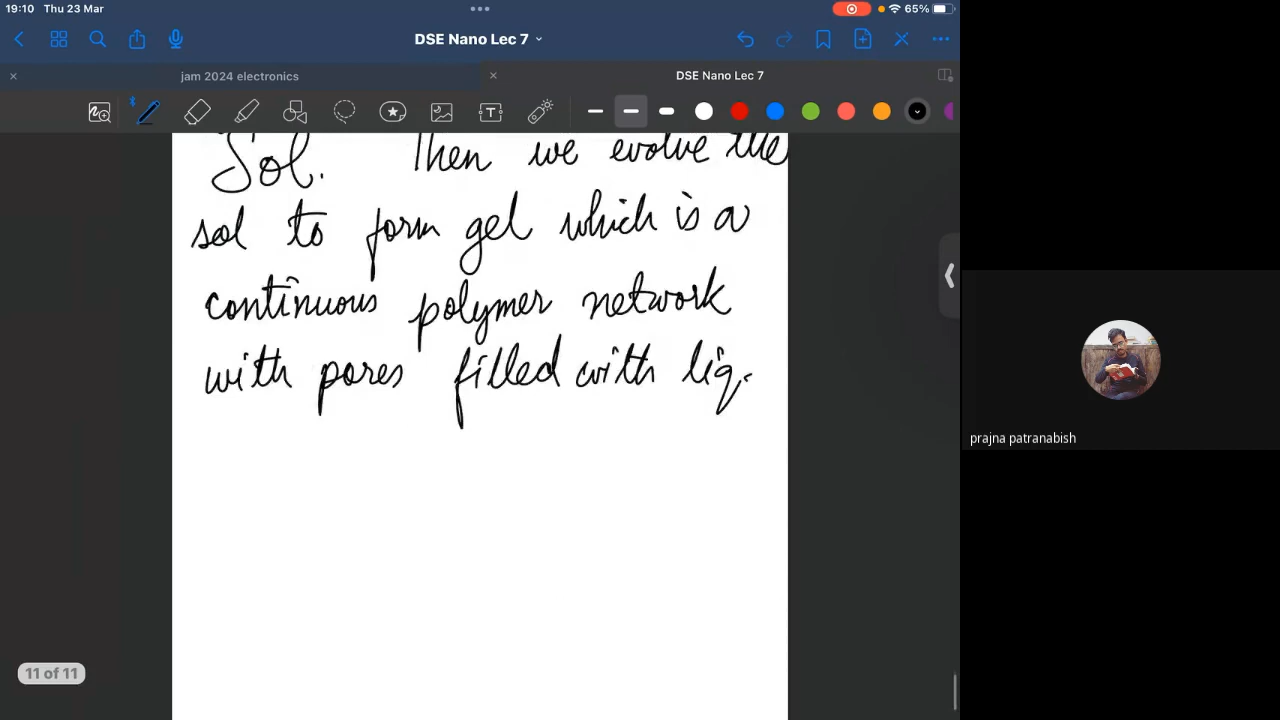 19:10 Thu 23 Mar
65%
DSE Nano Lec 7
jam 2024 electronics
DSE Nano Lec 7
Sol. Then we evolve the
sol to form gel which is a
continuous polymer network
with pores filled with liq.
11 of 11
prajna patranabish